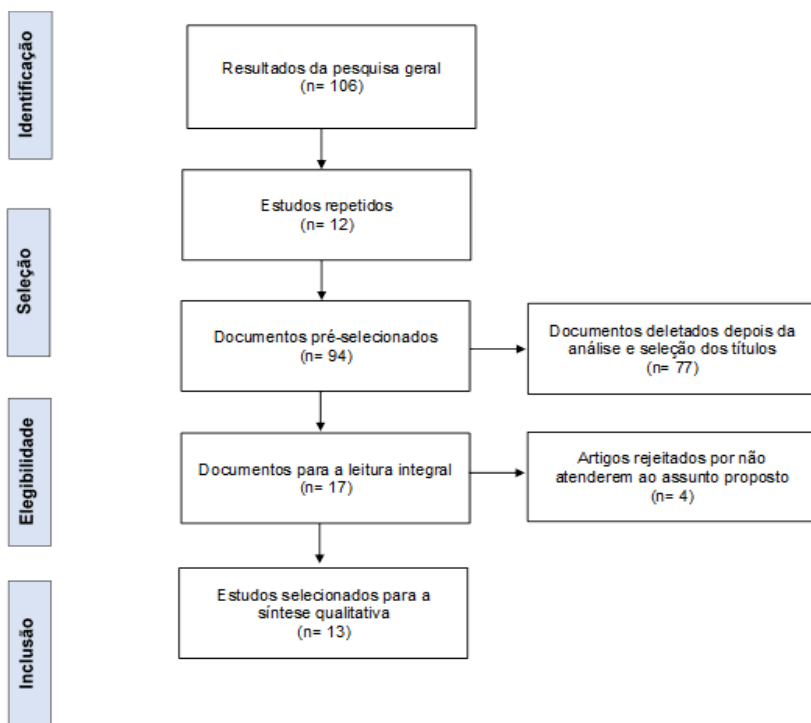 Identificação
Resultados da pesquisa geral
(n= 106)
Seleção
Estudos repetidos
(n= 12)
Documentos pré-selecionados
(n= 94)
Documentos deletados depois da
análise e seleção dos títulos
(n= 77)
Elegibilidade
Documentos para a leitura integral
(n= 17)
Artigos rejeitados por não
atenderem ao assunto proposto
(n= 4)
Inclusão
Estudos selecionados para a
síntese qualitativa
(n= 13)